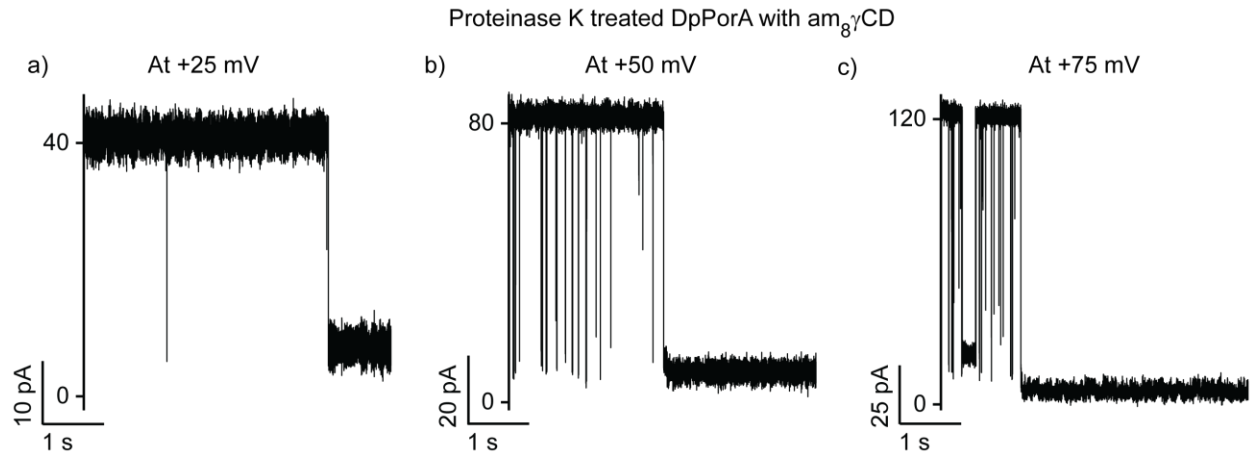 Proteinase K treated DpPorA with am₈γCD
a) At +25 mV
40
0
10 pA
1 s
b) At +50 mV
80
0
20 pA
1 s
c) At +75 mV
120
0
25 pA
1 s